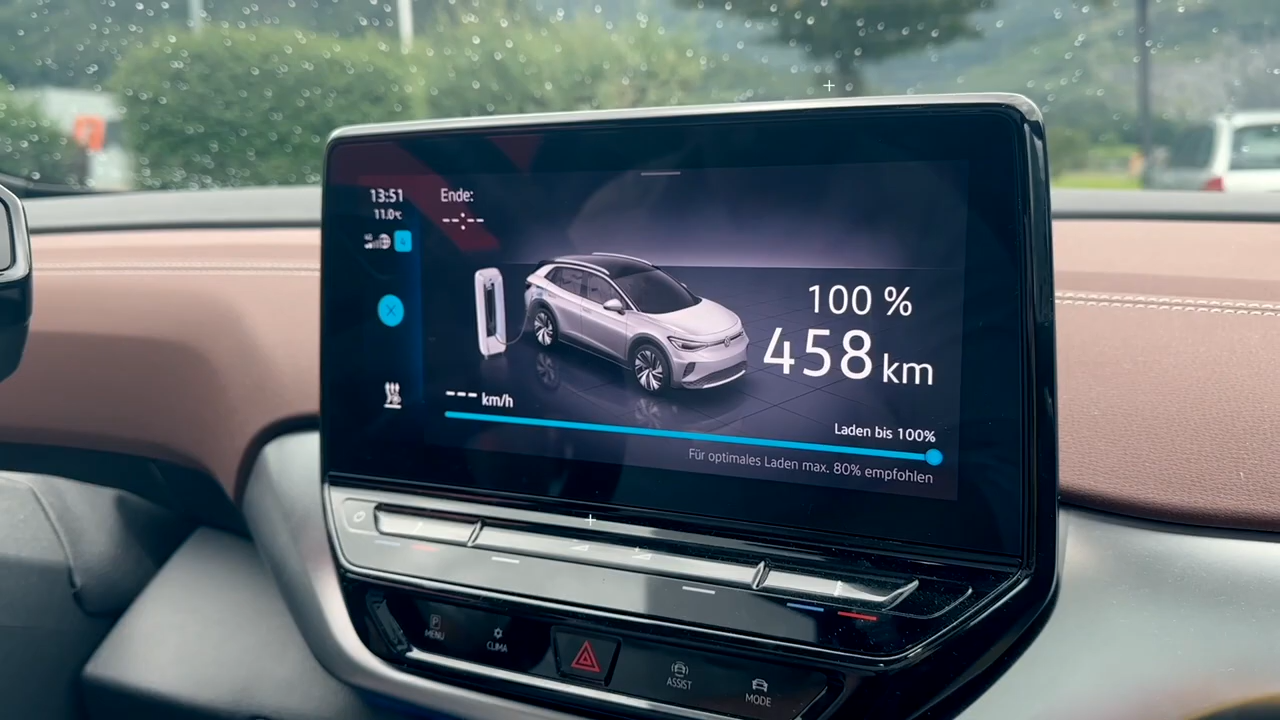 13:51
11.0°C
4G
Ende:
--:--
100 %
458 km
--- km/h
Laden bis 100%
Für optimales Laden max. 80% empfohlen
P
MENU
CLIMA
ASSIST
MODE